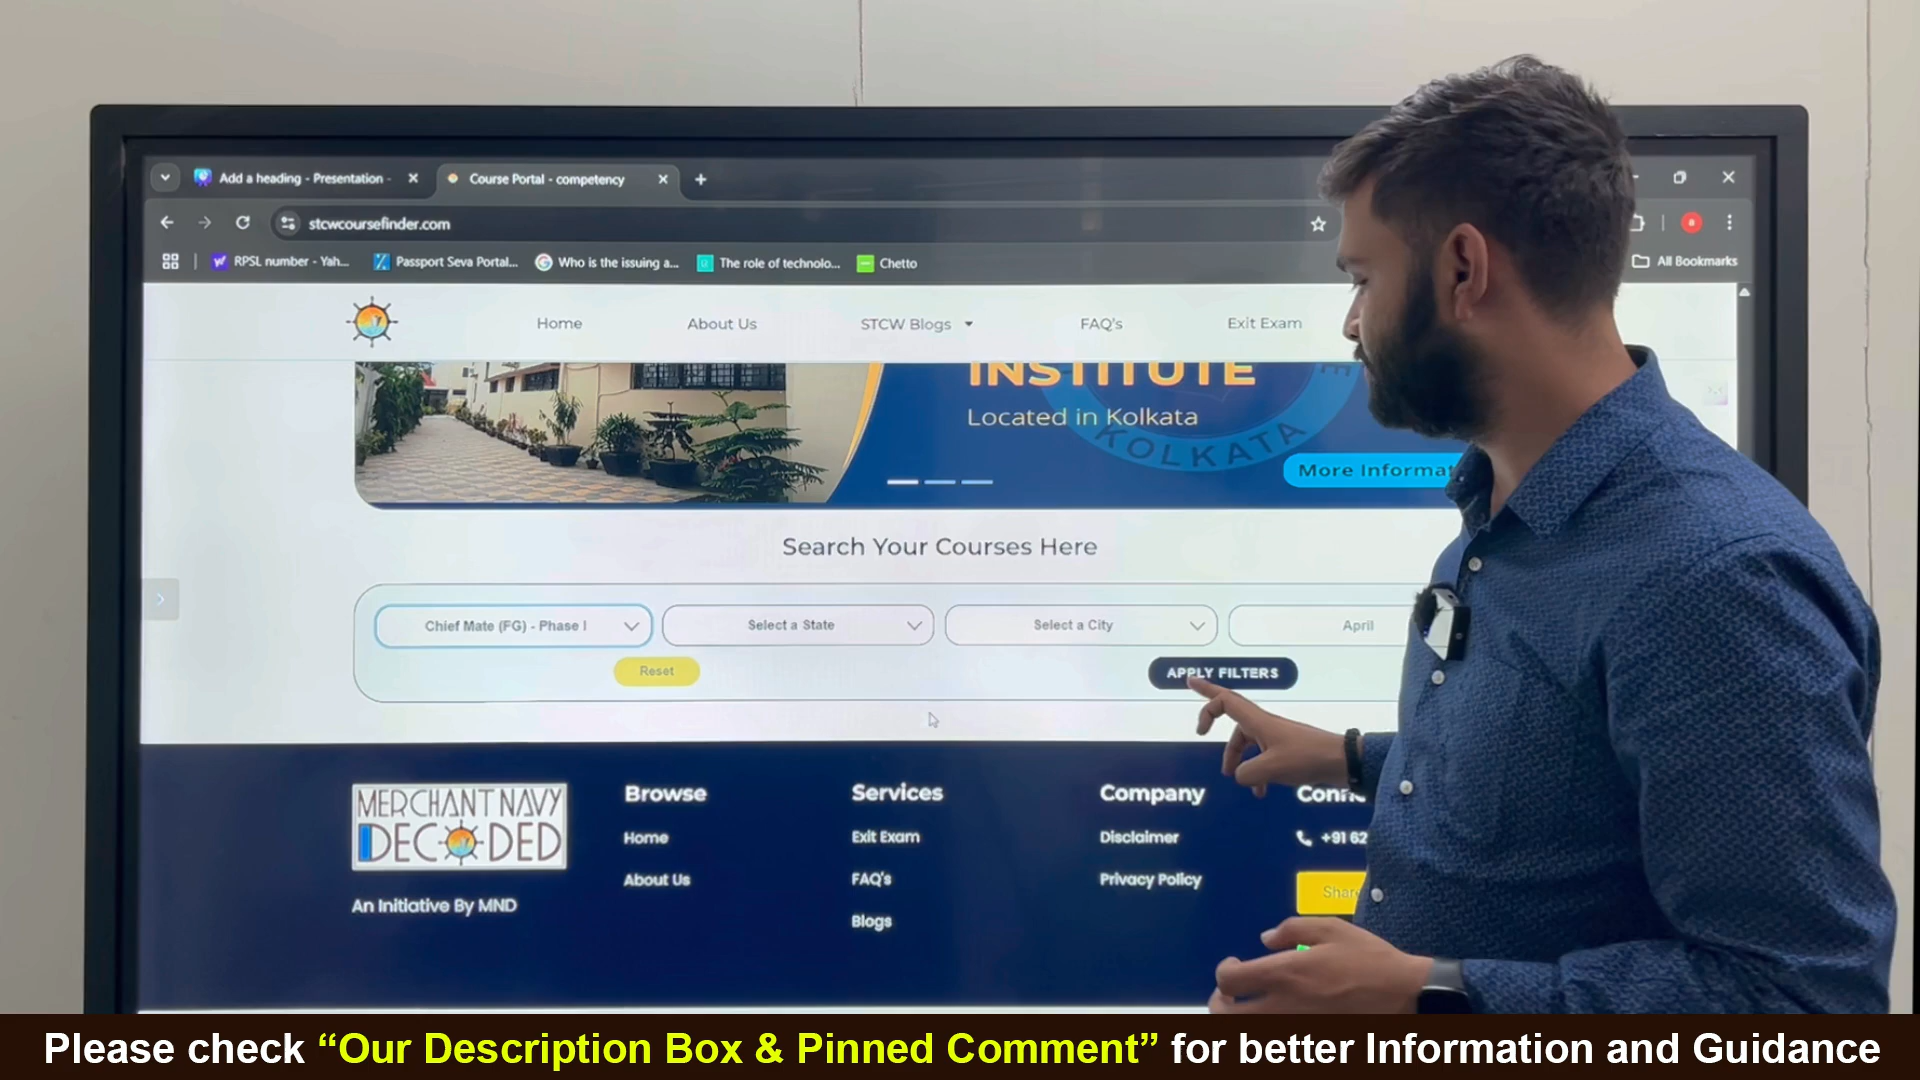 Add a heading - Presentation -
Course Portal - competency
stcwcoursefinder.com
RPSL number - Yah...
Passport Seva Portal...
Who is the issuing a...
The role of technolo...
Chetto
All Bookmarks
Home
About Us
STCW Blogs
FAQ's
Exit Exam
INSTITUTE
Located in Kolkata
KOLKATA
More Informat
Search Your Courses Here
Chief Mate (FG) - Phase I
Select a State
Select a City
April
Reset
APPLY FILTERS
MERCHANT NAVY
DECODED
An Initiative By MND
Browse
Home
About Us
Services
Exit Exam
FAQ's
Blogs
Company
Disclaimer
Privacy Policy
Conne
+91 62
Shar
Please check “Our Description Box & Pinned Comment” for better Information and Guidance